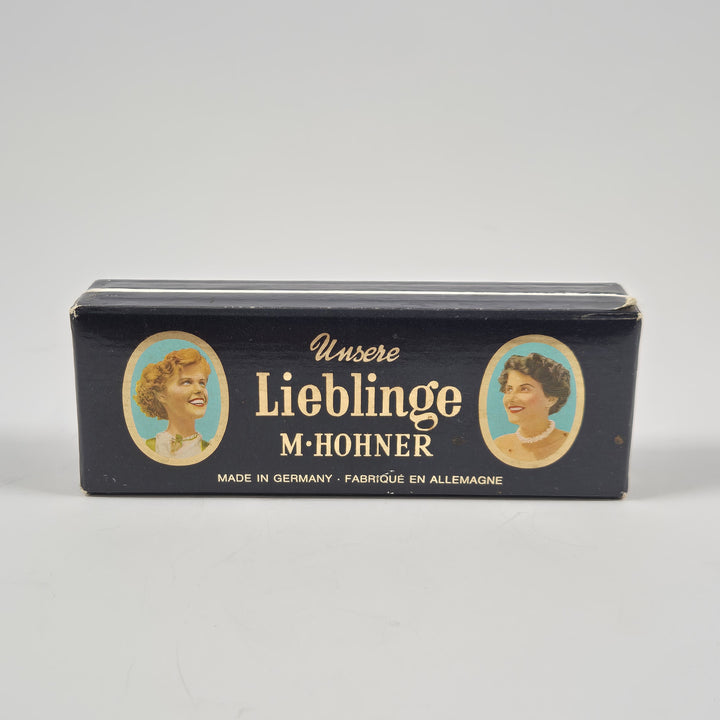 Unsere
Lieblinge
M·HOHNER
MADE IN GERMANY · FABRIQUÉ EN ALLEMAGNE